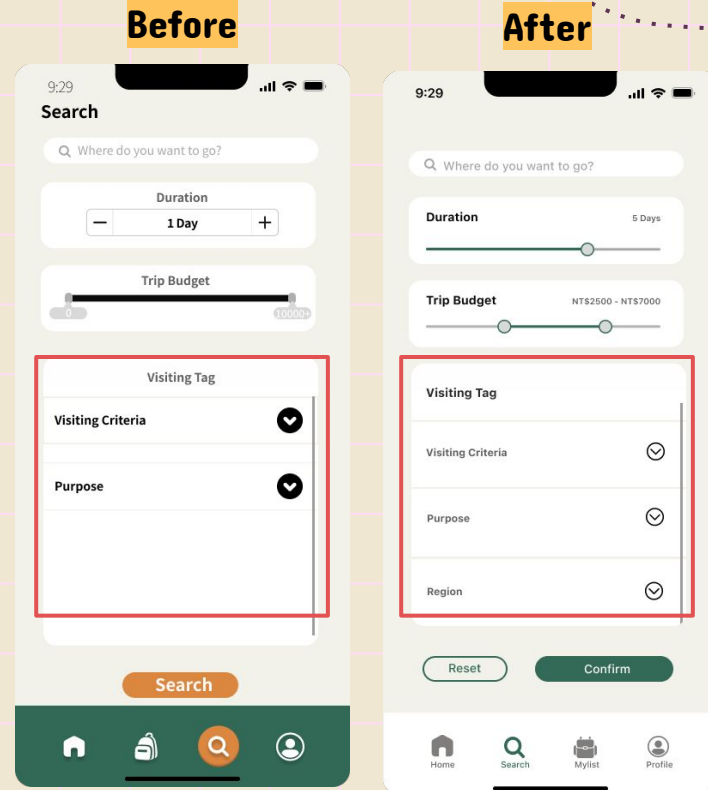 Before
9:29
Search
Where do you want to go?
Duration
1 Day
Trip Budget
0
10000+
Visiting Tag
Visiting Criteria
Purpose
Search
After
9:29
Where do you want to go?
Duration 5 Days
Trip Budget NT$2500 - NT$7000
Visiting Tag
Visiting Criteria
Purpose
Region
Reset Confirm
Home Search Mylist Profile